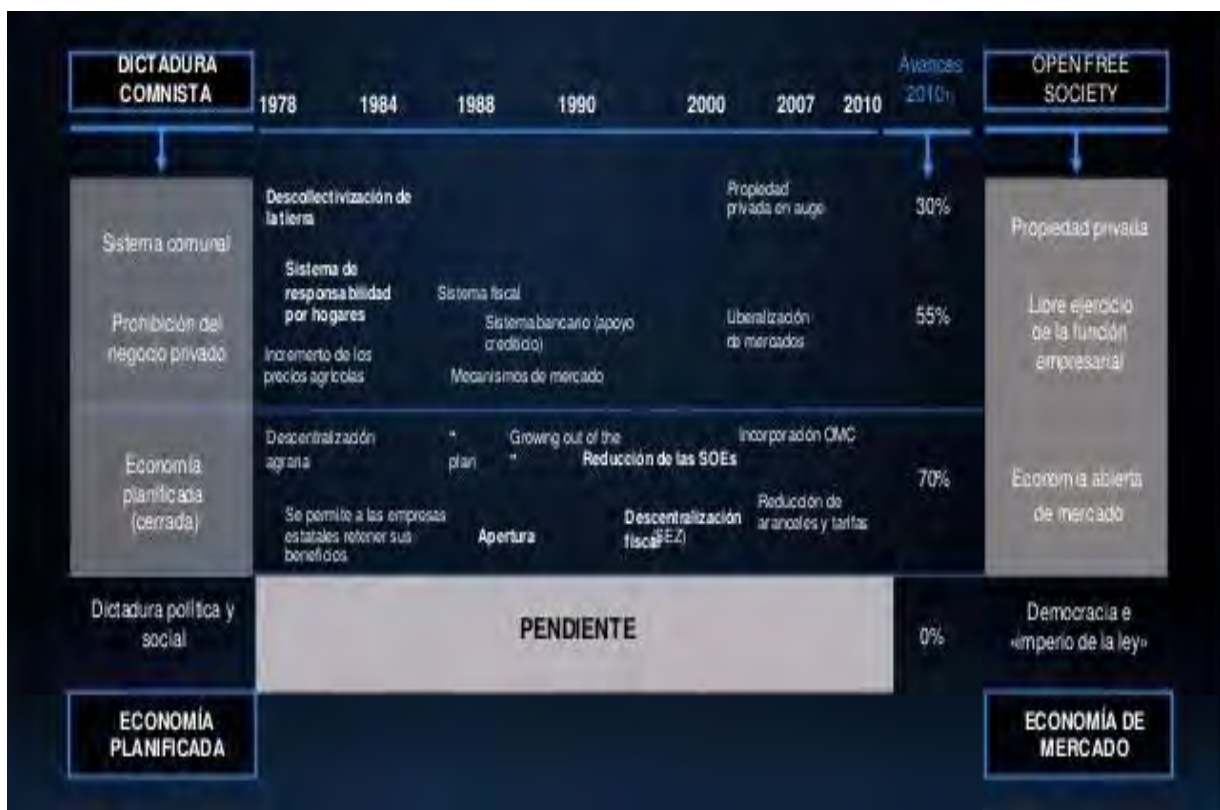 DICTADURA
COMNISTA
1978 1984 1988 1990 2000 2007 2010
Avances
2010
OPEN FREE
SOCIETY
Sistema comunal
Descollectivización de
la tierra
Propiedad
privada en auge
30%
Propiedad privada
Prohibición del
negocio privado
Sistema de
responsabilidad
por hogares
Incremerto de los
precios agrícolas
Sistema fiscal
Sistema bancario (apoyo
crediticio)
Mecanismos de mercado
Liberalización
de mercados
55%
Libre ejercicio
de la función
empresarial
Economía
planificada
(cerrada)
Descentralización
agraria
" Growing out of the
plan "
Reducción de las SOEs
Incorporación OMC
Se permite a las empresas
estatales retener sus
beneficios
Apertura
Descentralización
fiscal (SEZ)
Reducción de
aranceles y tarifas
70%
Economía abierta
de mercado
Dictadura política y
social
PENDIENTE
0%
Democracia e
«imperio de la ley»
ECONOMÍA
PLANIFICADA
ECONOMÍA DE
MERCADO